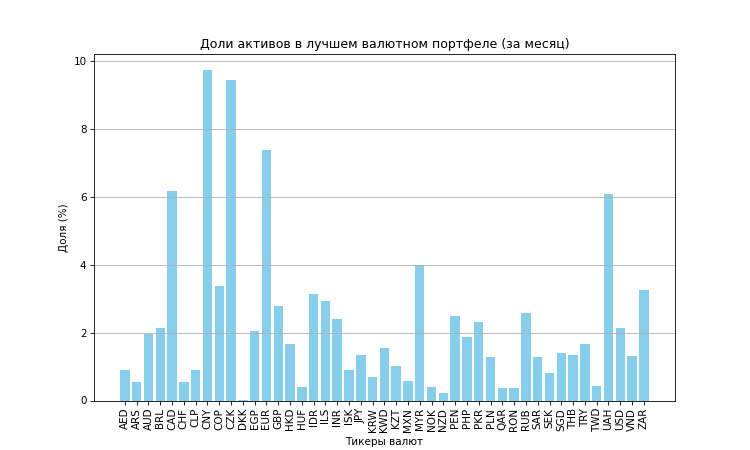 Доли активов в лучшем валютном портфеле (за месяц)
10
8
6
4
2
0
Доля (%)
AED ARS AUD BRL CAD CHF CLP CNY COP CZK DKK EGP EUR GBP HKD HUF IDR ILS INR ISK JPY KRW KWD KZT MXN MYR NOK NZD PEN PHP PKR PLN QAR RON RUB SAR SEK SGD THB TRY TWD UAH USD VND ZAR
Тикеры валют